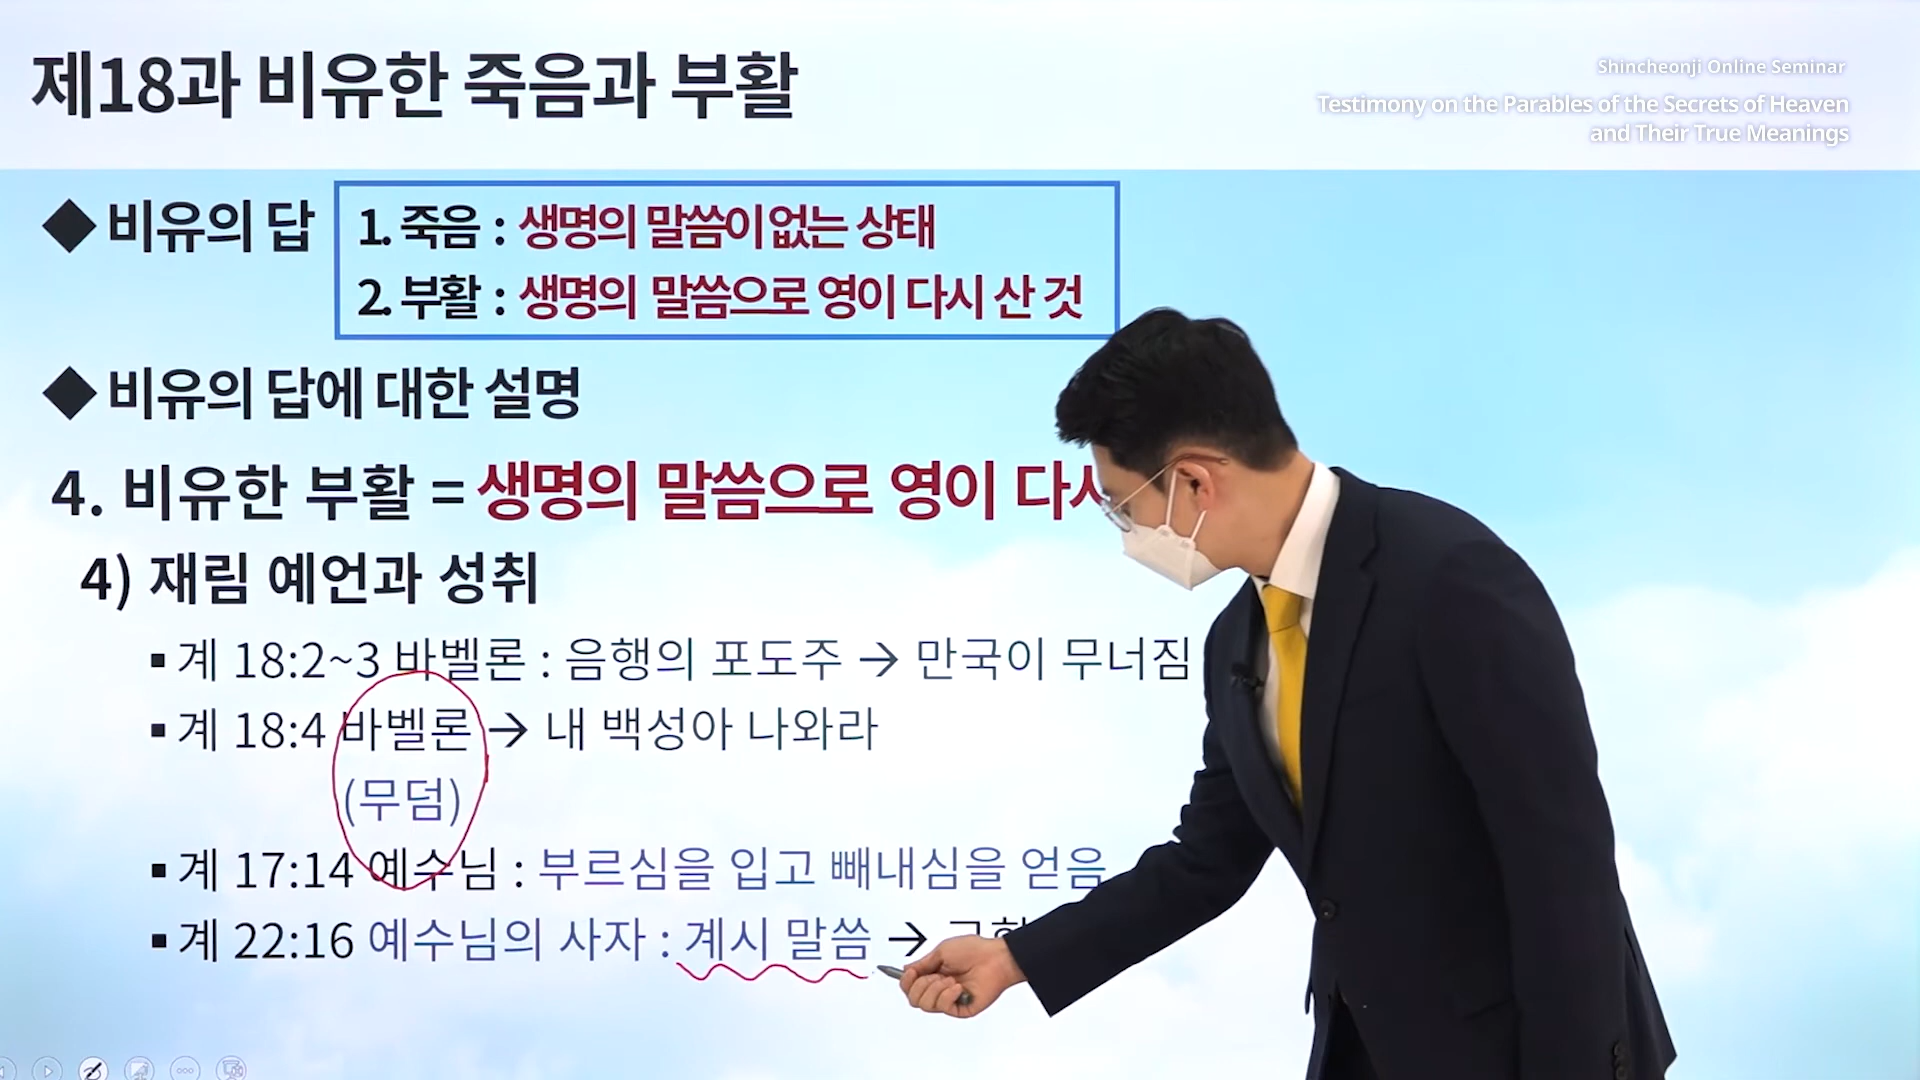 제18과 비유한 죽음과 부활
Shincheonji Online Seminar
Testimony on the Parables of the Secrets of Heaven
and Their True Meanings
◆비유의 답
1. 죽음 : 생명의 말씀이 없는 상태
2. 부활 : 생명의 말씀으로 영이 다시 산 것
◆비유의 답에 대한 설명
4. 비유한 부활 = 생명의 말씀으로 영이 다시
4) 재림 예언과 성취
▪계 18:2~3 바벨론 : 음행의 포도주 → 만국이 무너짐
▪계 18:4 바벨론 → 내 백성아 나와라
(무덤)
▪계 17:14 예수님 : 부르심을 입고 빼내심을 얻음
▪계 22:16 예수님의 사자 : 계시 말씀 →